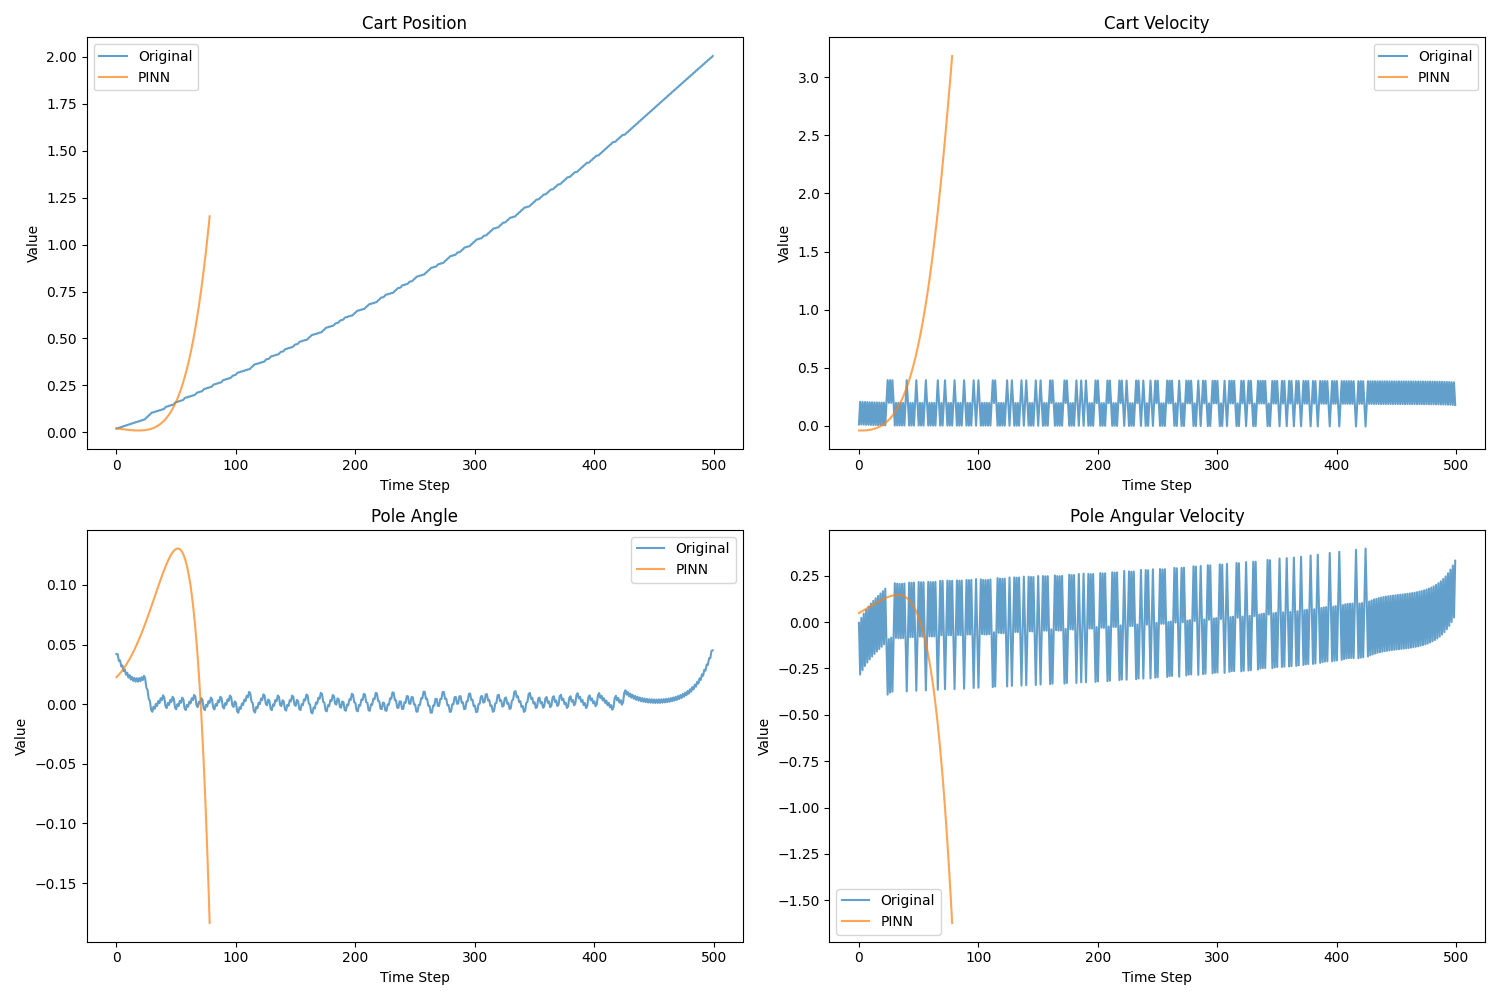 Cart Position
Value
2.00
1.75
1.50
1.25
1.00
0.75
0.50
0.25
0.00
Original
PINN
0 100 200 300 400 500
Time Step
Cart Velocity
Value
3.0
2.5
2.0
1.5
1.0
0.5
0.0
Original
PINN
0 100 200 300 400 500
Time Step
Pole Angle
Value
0.10
0.05
0.00
−0.05
−0.10
−0.15
Original
PINN
0 100 200 300 400 500
Time Step
Pole Angular Velocity
Value
0.25
0.00
−0.25
−0.50
−0.75
−1.00
−1.25
−1.50
Original
PINN
0 100 200 300 400 500
Time Step